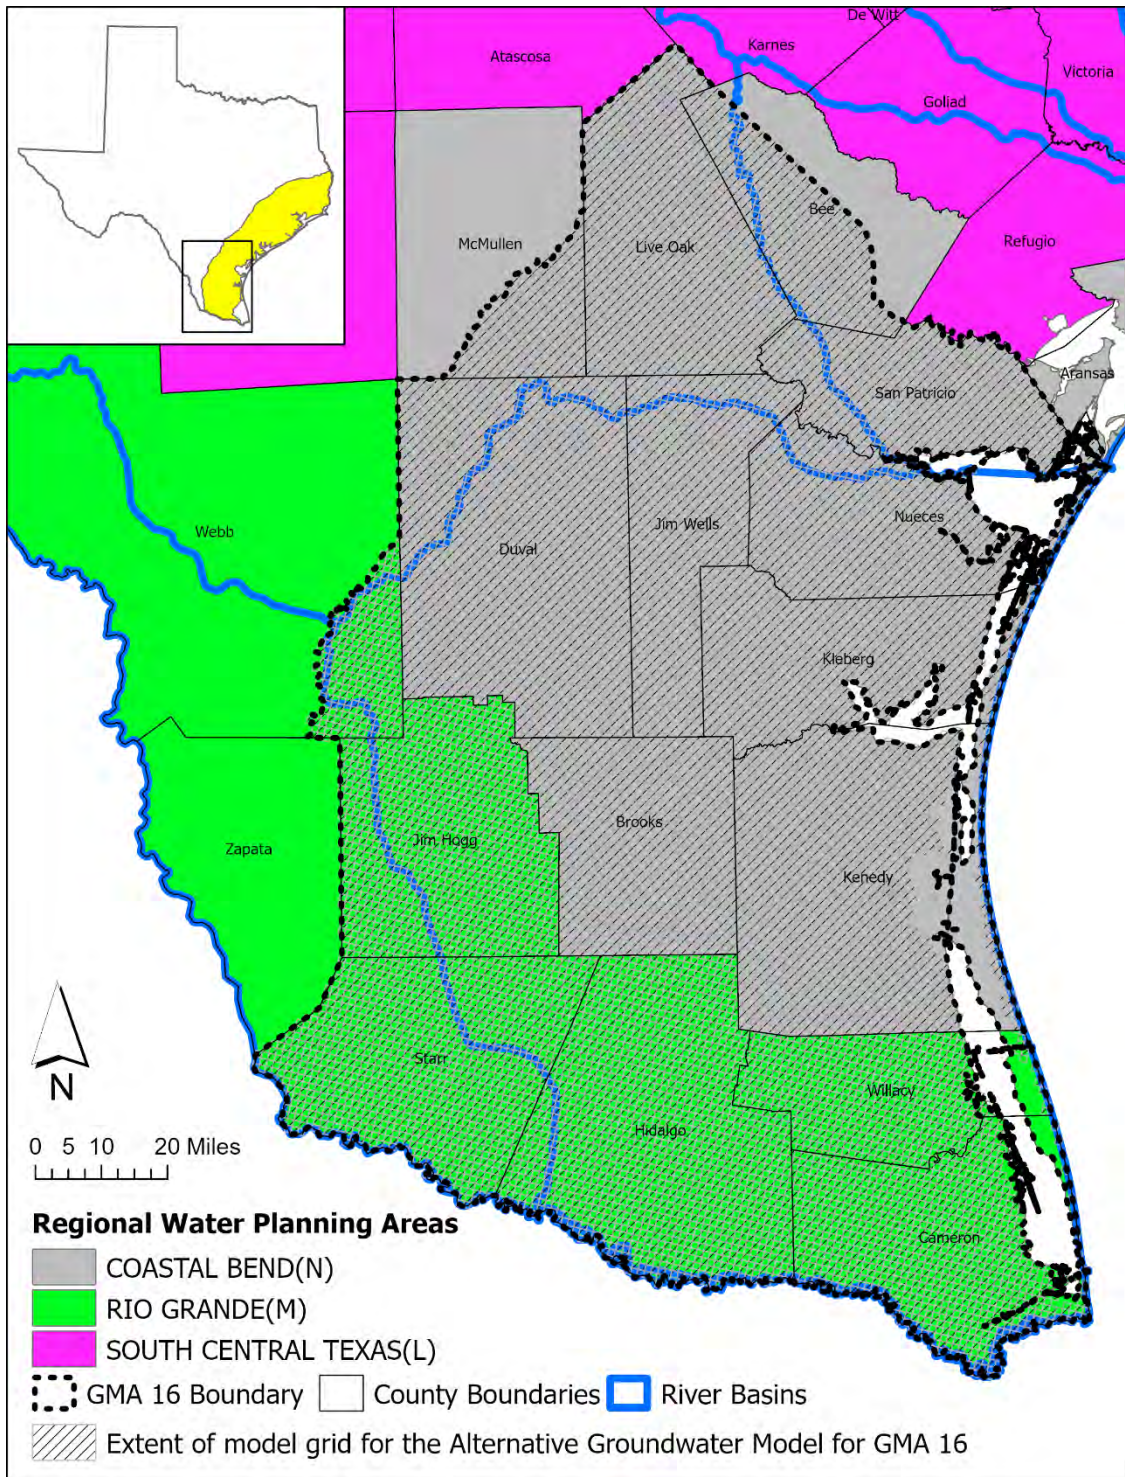 De Witt
Karnes
Atascosa
Victoria
Goliad
Bee
McMullen
Live Oak
Refugio
Aransas
San Patricio
Nueces
Jim Wells
Webb
Duval
Kleberg
Brooks
Jim Hogg
Zapata
Kenedy
Starr
Willacy
Hidalgo
Cameron
N
0 5 10 20 Miles
Regional Water Planning Areas
COASTAL BEND(N)
RIO GRANDE(M)
SOUTH CENTRAL TEXAS(L)
GMA 16 Boundary County Boundaries River Basins
Extent of model grid for the Alternative Groundwater Model for GMA 16